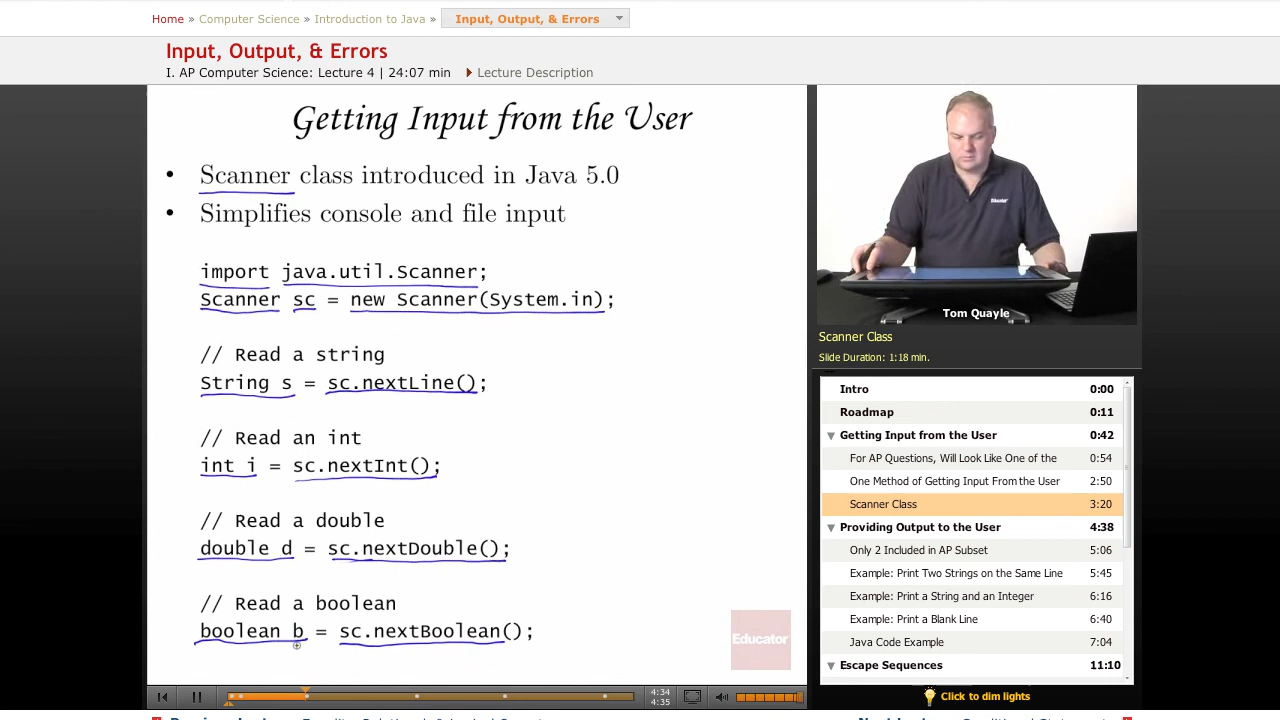 Home » Computer Science » Introduction to Java » Input, Output, & Errors
Input, Output, & Errors
I. AP Computer Science: Lecture 4 | 24:07 min Lecture Description
Getting Input from the User
• Scanner class introduced in Java 5.0
• Simplifies console and file input
import java.util.Scanner;
Scanner sc = new Scanner(System.in);
// Read a string
String s = sc.nextLine();
// Read an int
int i = sc.nextInt();
// Read a double
double d = sc.nextDouble();
// Read a boolean
boolean b = sc.nextBoolean();
Educator
4:34
4:35
Educator
Tom Quayle
Scanner Class
Slide Duration: 1:18 min.
Intro 0:00
Roadmap 0:11
Getting Input from the User 0:42
For AP Questions, Will Look Like One of the 0:54
One Method of Getting Input From the User 2:50
Scanner Class 3:20
Providing Output to the User 4:38
Only 2 Included in AP Subset 5:06
Example: Print Two Strings on the Same Line 5:45
Example: Print a String and an Integer 6:16
Example: Print a Blank Line 6:40
Java Code Example 7:04
Escape Sequences 11:10
Click to dim lights